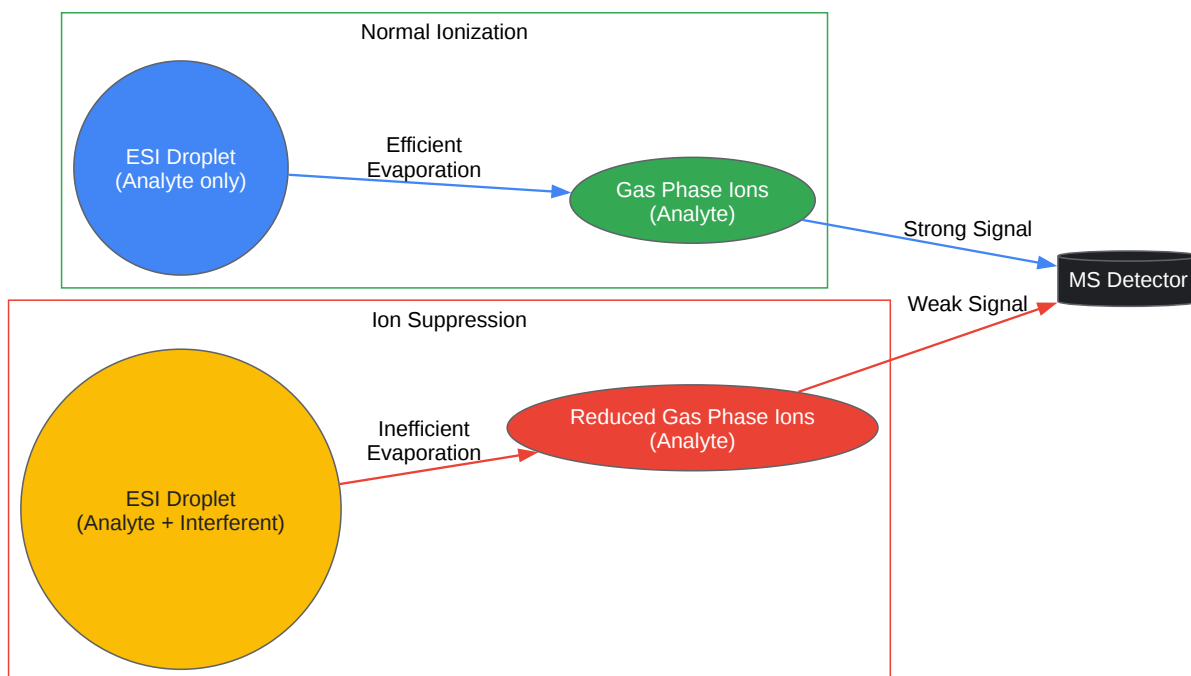 Normal Ionization
ESI Droplet
(Analyte only)
Efficient
Evaporation
Gas Phase Ions
(Analyte)
Strong Signal
MS Detector
Weak Signal
Ion Suppression
ESI Droplet
(Analyte + Interferent)
Inefficient
Evaporation
Reduced Gas Phase Ions
(Analyte)